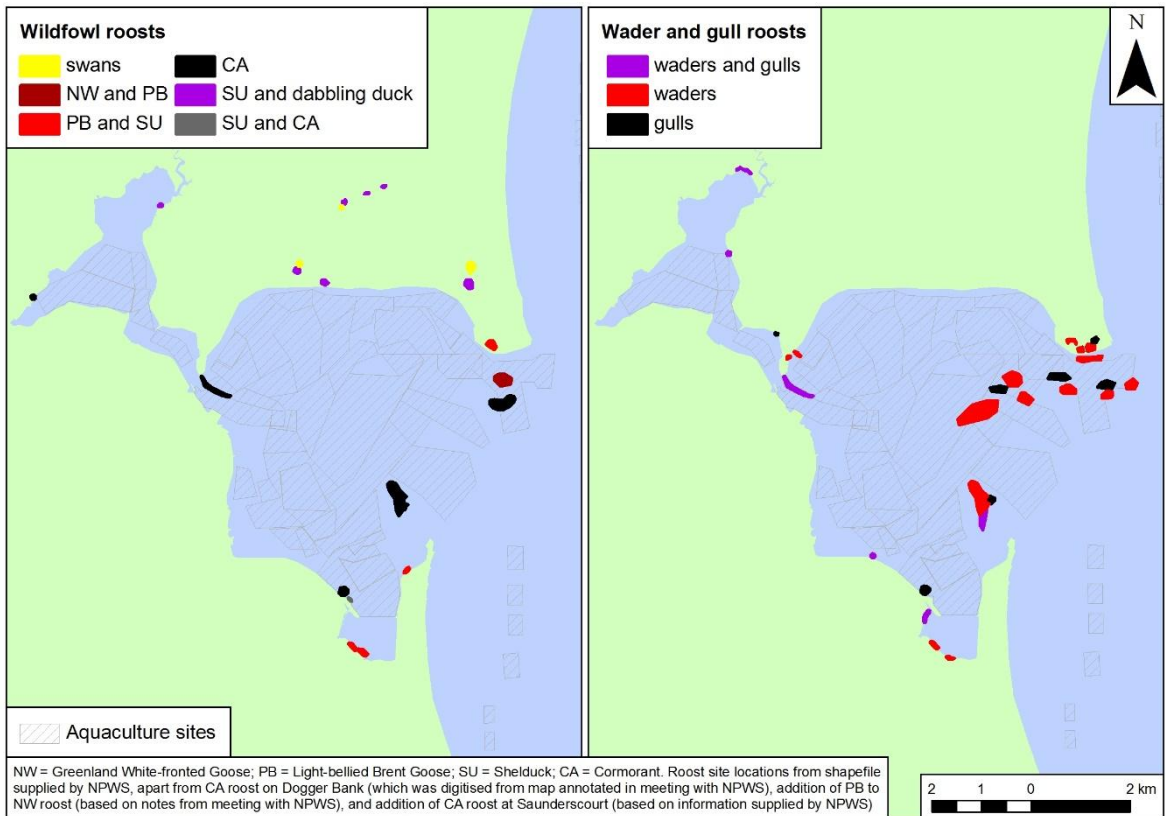 Wildfowl roosts
swans
CA
NW and PB
SU and dabbling duck
PB and SU
SU and CA
Aquaculture sites
Wader and gull roosts
waders and gulls
waders
gulls
N
NW = Greenland White-fronted Goose; PB = Light-bellied Brent Goose; SU = Shelduck; CA = Cormorant. Roost site locations from shapefile
supplied by NPWS, apart from CA roost on Dogger Bank (which was digitised from map annotated in meeting with NPWS), addition of PB to
NW roost (based on notes from meeting with NPWS), and addition of CA roost at Saunderscourt (based on information supplied by NPWS)
2 1 0 2 km